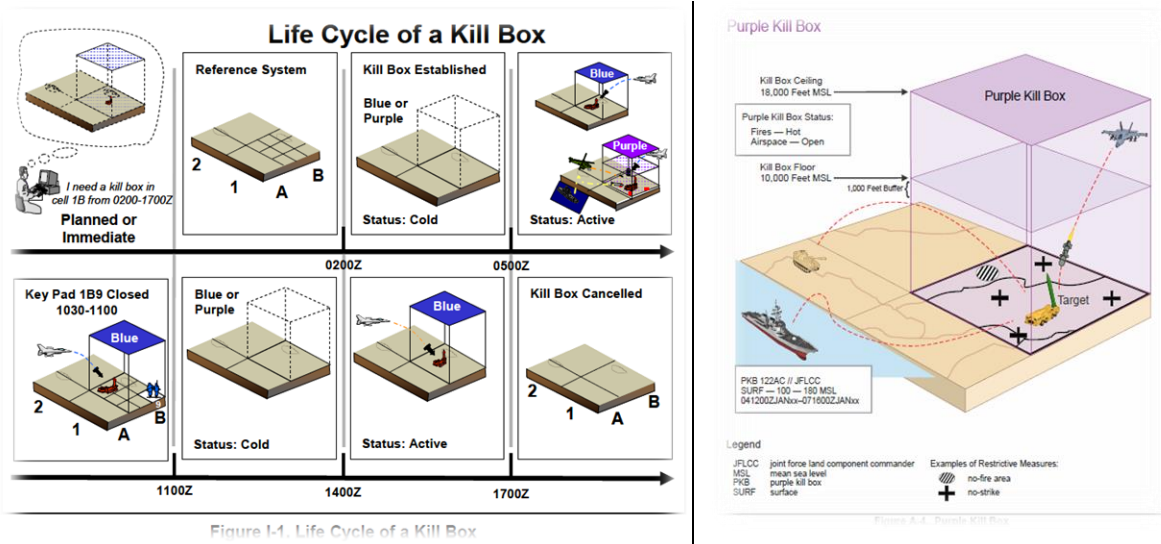 Life Cycle of a Kill Box
I need a kill box in
cell 1B from 0200-1700Z
Planned or
Immediate
Reference System
2
1
A
B
Kill Box Established
Blue or
Purple
Status: Cold
Blue
Purple
Status: Active
0200Z
0500Z
Key Pad 1B9 Closed
1030-1100
Blue
2
1
A
B
9
Blue or
Purple
Status: Cold
Blue
Status: Active
Kill Box Cancelled
2
1
A
B
1100Z
1400Z
1700Z
Figure I-1. Life Cycle of a Kill Box
Purple Kill Box
Kill Box Ceiling
18,000 Feet MSL
Purple Kill Box
Purple Kill Box Status:
Fires — Hot
Airspace — Open
Kill Box Floor
10,000 Feet MSL
1,000 Feet Buffer
Target
PKB 122AC // JFLCC
SURF — 100 — 180 MSL
041200ZJANxx–071600ZJANxx
Legend
JFLCC joint force land component commander
MSL mean sea level
PKB purple kill box
SURF surface
Examples of Restrictive Measures:
no-fire area
no-strike
Figure A-4. Purple Kill Box